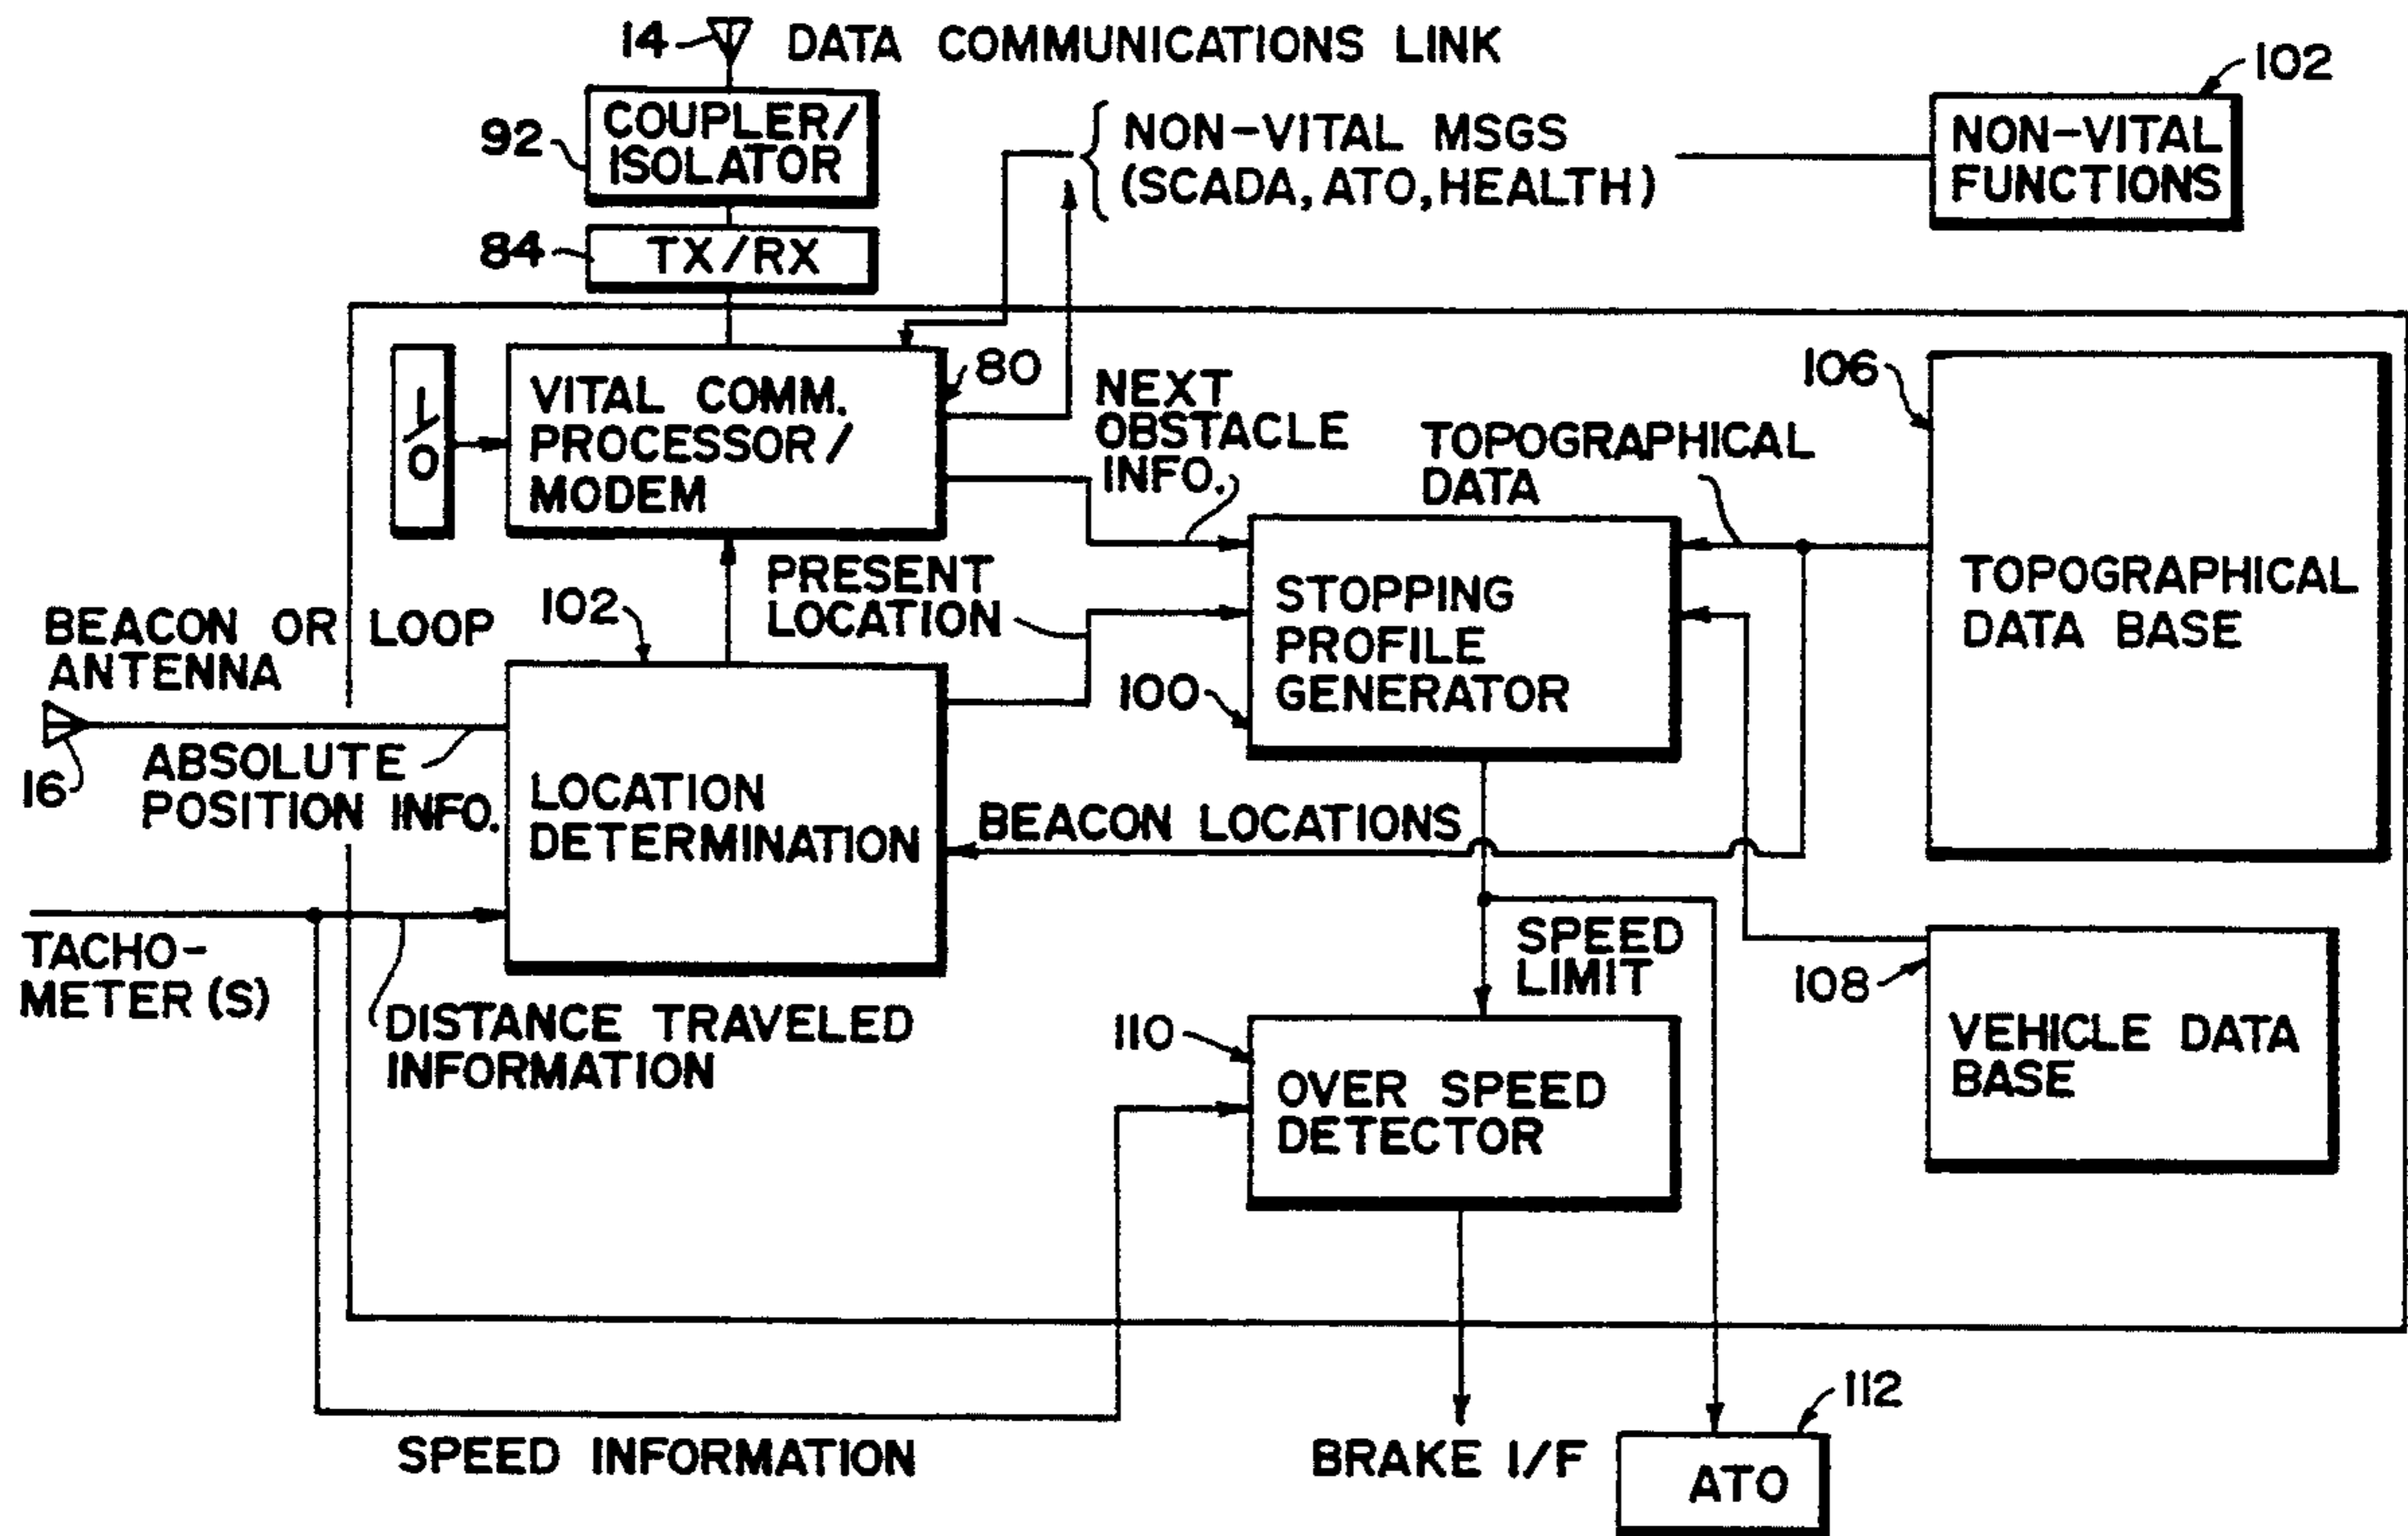 14
DATA COMMUNICATIONS LINK
102
92
COUPLER/
ISOLATOR
NON-VITAL MSGS
(SCADA, ATO, HEALTH)
NON-VITAL
FUNCTIONS
84
TX/RX
80
I/O
VITAL COMM.
PROCESSOR/
MODEM
NEXT
OBSTACLE
INFO.
TOPOGRAPHICAL
DATA
106
TOPOGRAPHICAL
DATA BASE
PRESENT
LOCATION
102
BEACON OR LOOP
ANTENNA
16
ABSOLUTE
POSITION INFO.
LOCATION
DETERMINATION
100
STOPPING
PROFILE
GENERATOR
BEACON LOCATIONS
TACHO-
METER(S)
DISTANCE TRAVELED
INFORMATION
SPEED
LIMIT
108
VEHICLE DATA
BASE
110
OVER SPEED
DETECTOR
SPEED INFORMATION
BRAKE I/F
112
ATO